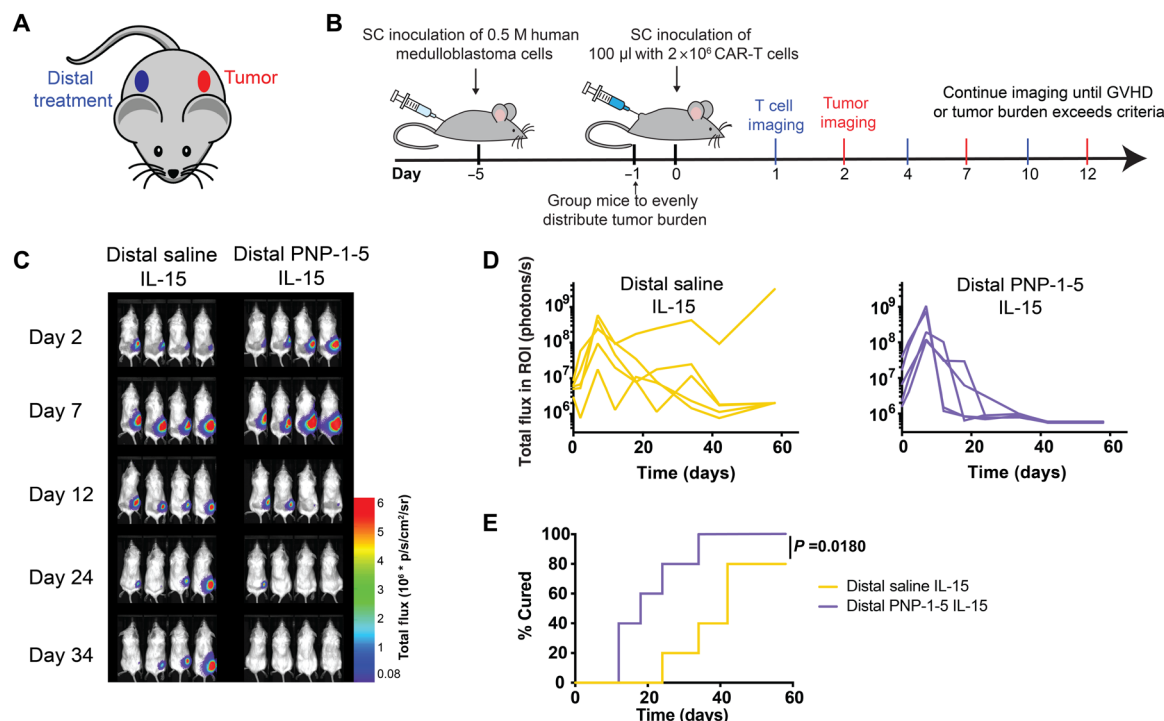 A
Distal
treatment
Tumor
B
SC inoculation of 0.5 M human
medulloblastoma cells
SC inoculation of
100 µl with 2×10⁶ CAR-T cells
T cell
imaging
Tumor
imaging
Continue imaging until GVHD
or tumor burden exceeds criteria
Day −5 −1 0 1 2 4 7 10 12
Group mice to evenly
distribute tumor burden
C
Distal saline
IL-15
Distal PNP-1-5
IL-15
Day 2
Day 7
Day 12
Day 24
Day 34
6
5
4
3
2
1
0.08
Total flux (10⁶ * p/s/cm²/sr)
D
Total flux in ROI (photons/s)
Distal saline
IL-15
10⁹
10⁸
10⁷
10⁶
0 20 40 60
Time (days)
Distal PNP-1-5
IL-15
10⁹
10⁸
10⁷
10⁶
0 20 40 60
Time (days)
E
% Cured
100
80
60
40
20
0
0 20 40 60
Time (days)
P =0.0180
Distal saline IL-15
Distal PNP-1-5 IL-15